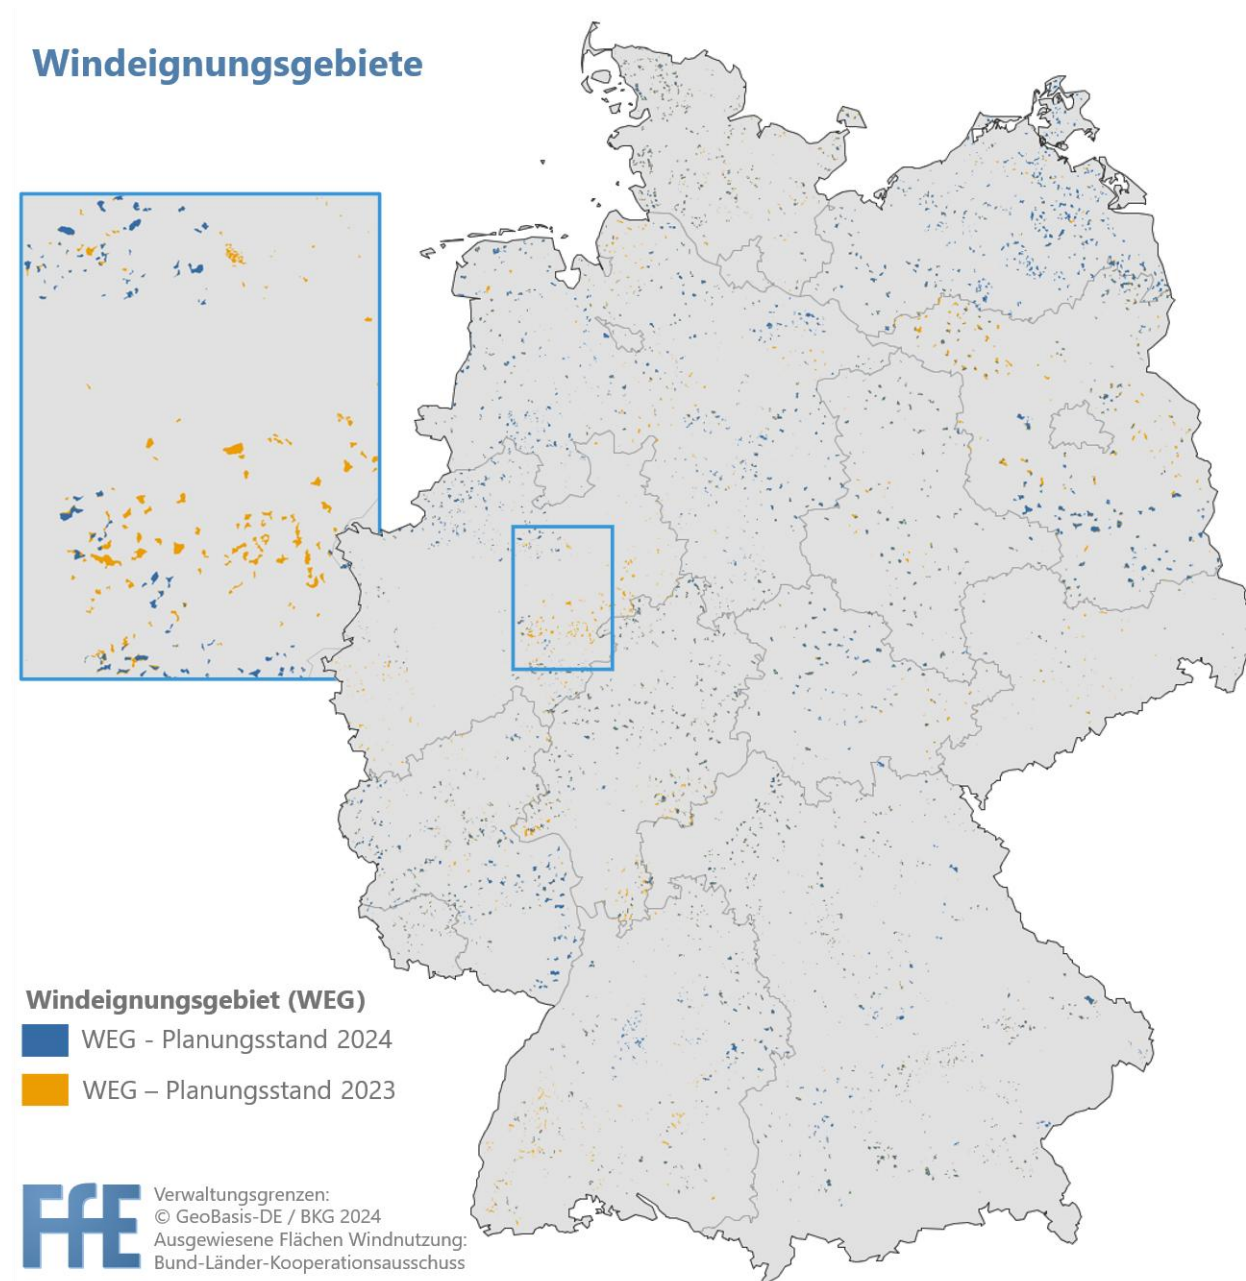 Windeignungsgebiete
Windeignungsgebiet (WEG)
WEG - Planungsstand 2024
WEG – Planungsstand 2023
FfE
Verwaltungsgrenzen:
© GeoBasis-DE / BKG 2024
Ausgewiesene Flächen Windnutzung:
Bund-Länder-Kooperationsausschuss